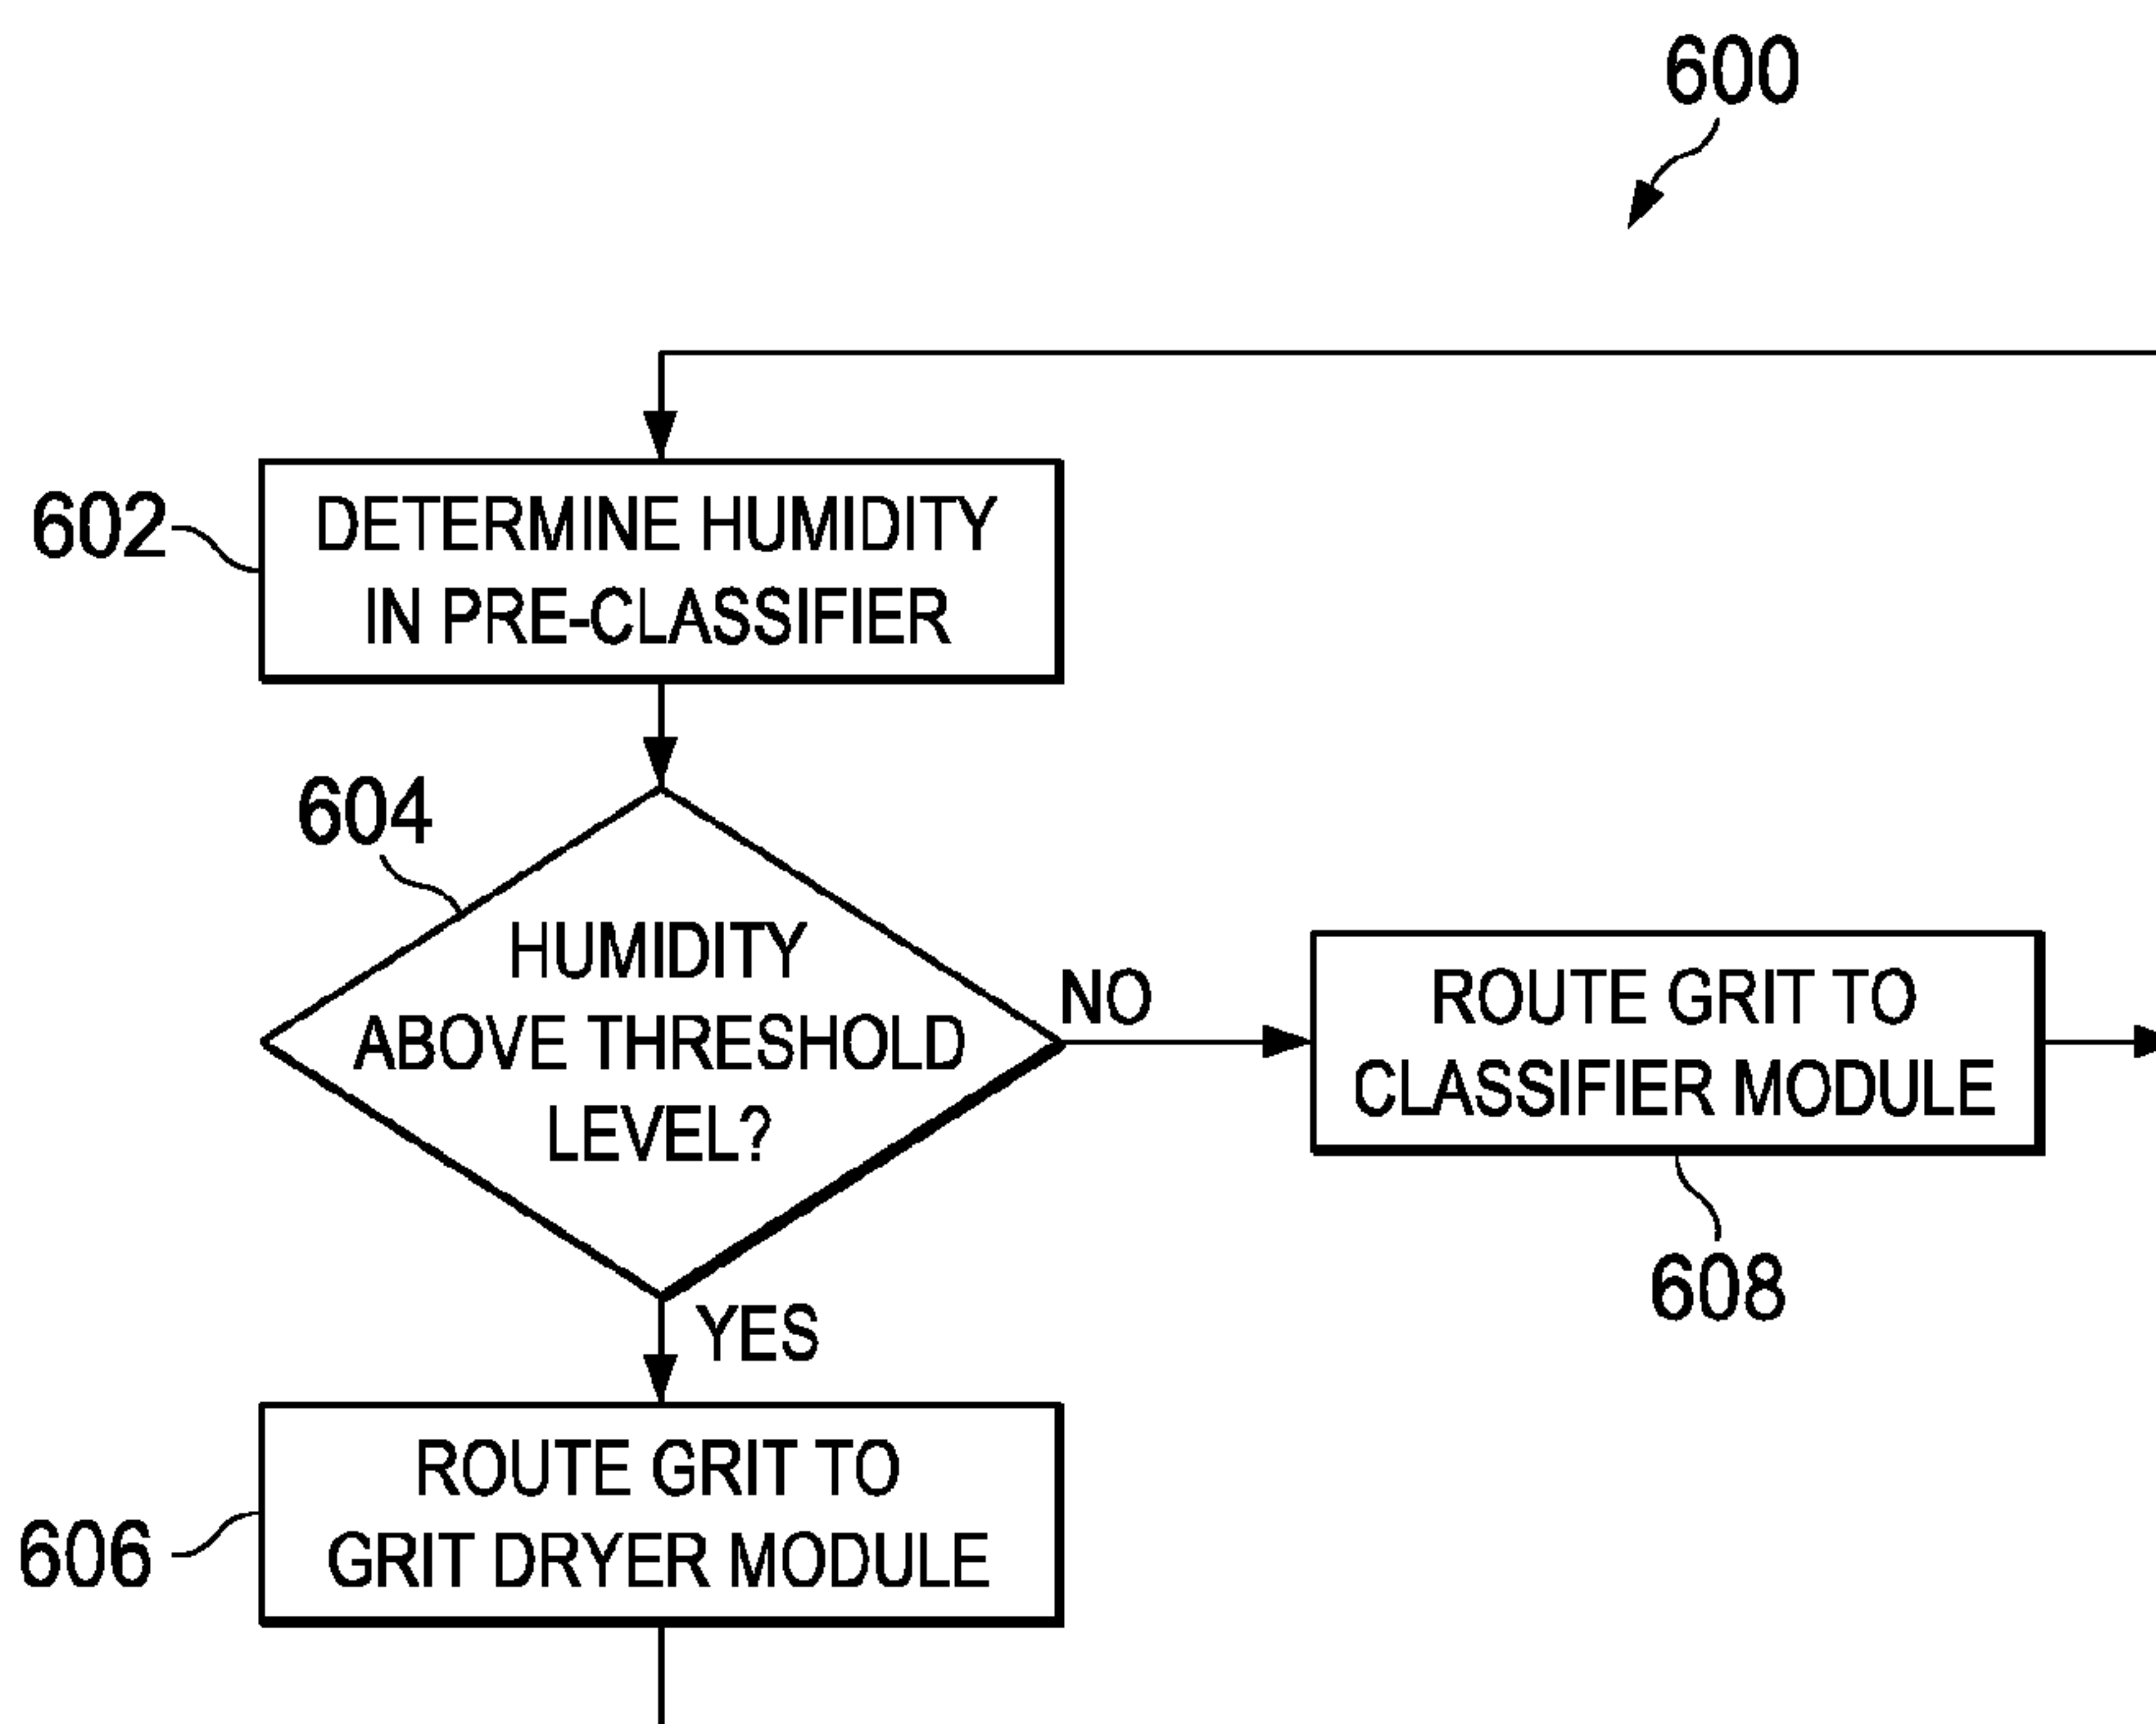 600
602
DETERMINE HUMIDITY
IN PRE-CLASSIFIER
604
HUMIDITY
ABOVE THRESHOLD
LEVEL?
NO
ROUTE GRIT TO
CLASSIFIER MODULE
608
YES
606
ROUTE GRIT TO
GRIT DRYER MODULE